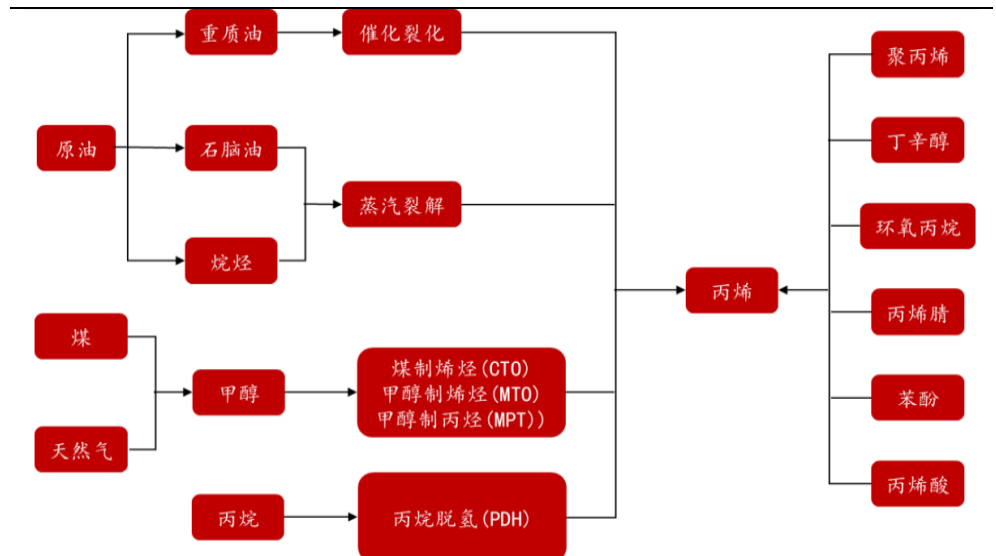 重质油
催化裂化
聚丙烯
原油
石脑油
丁辛醇
蒸汽裂解
环氧丙烷
烷烃
丙烯
煤
丙烯腈
甲醇
煤制烯烃(CTO)
甲醇制烯烃(MTO)
甲醇制丙烃(MPT))
苯酚
天然气
丙烯酸
丙烷
丙烷脱氢(PDH)